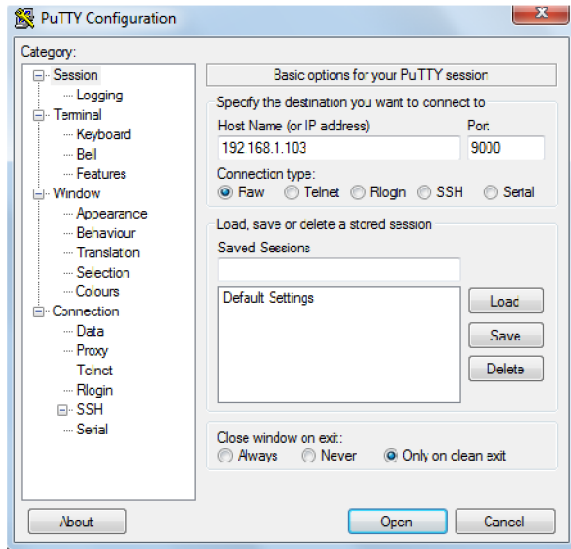 PuTTY Configuration
Category:
Session
Logging
Terminal
Keyboard
Bell
Features
Window
Appearance
Behaviour
Translation
Selection
Colours
Connection
Data
Proxy
Telnet
Rlogin
SSH
Serial
Basic options for your PuTTY session
Specify the destination you want to connect to
Host Name (or IP address) Port
192.168.1.103 9000
Connection type:
Raw Telnet Rlogin SSH Serial
Load, save or delete a stored session
Saved Sessions
Default Settings
Load
Save
Delete
Close window on exit:
Always Never Only on clean exit
About Open Cancel